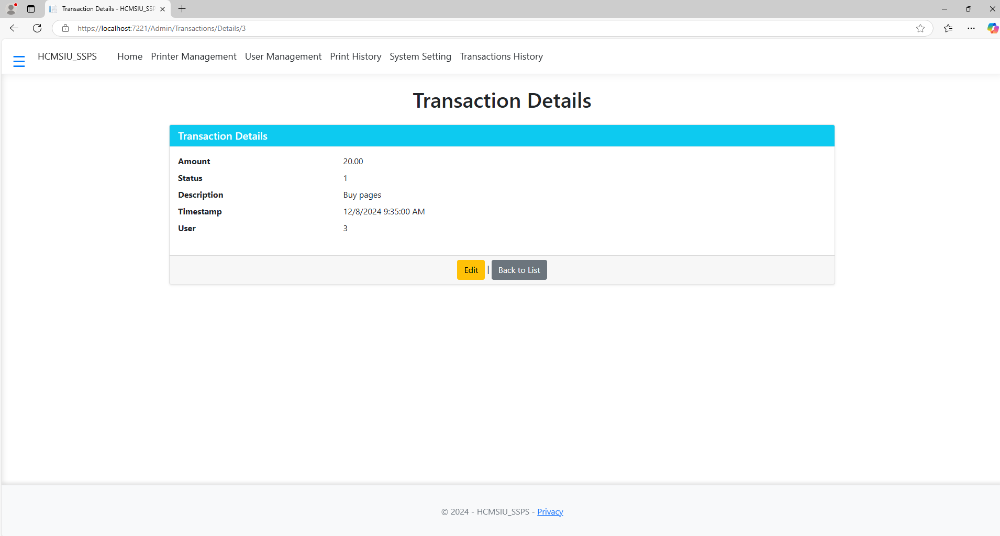 Transaction Details - HCMSIU_SSP
https://localhost:7221/Admin/Transactions/Details/3
HCMSIU_SSPS Home Printer Management User Management Print History System Setting Transactions History
Transaction Details
Transaction Details
Amount 20.00
Status 1
Description Buy pages
Timestamp 12/8/2024 9:35:00 AM
User 3
Edit | Back to List
© 2024 - HCMSIU_SSPS - Privacy